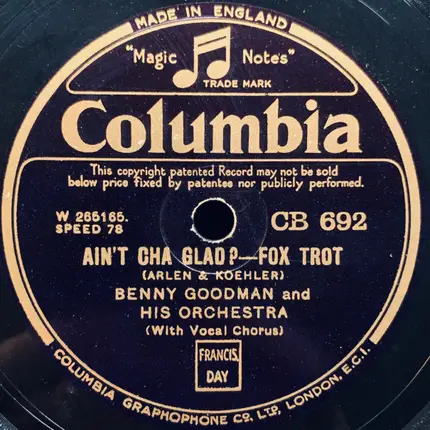 MADE IN ENGLAND
"Magic Notes"
TRADE MARK
Columbia
This copyright patented Record may not be sold
below price fixed by patentee nor publicly performed.
W 265165.
SPEED 78
CB 692
AIN'T CHA GLAD?—FOX TROT
(ARLEN & KOEHLER)
BENNY GOODMAN and
HIS ORCHESTRA
(With Vocal Chorus)
FRANCIS,
DAY
COLUMBIA GRAPHOPHONE CO. LTD, LONDON, E.C.1.